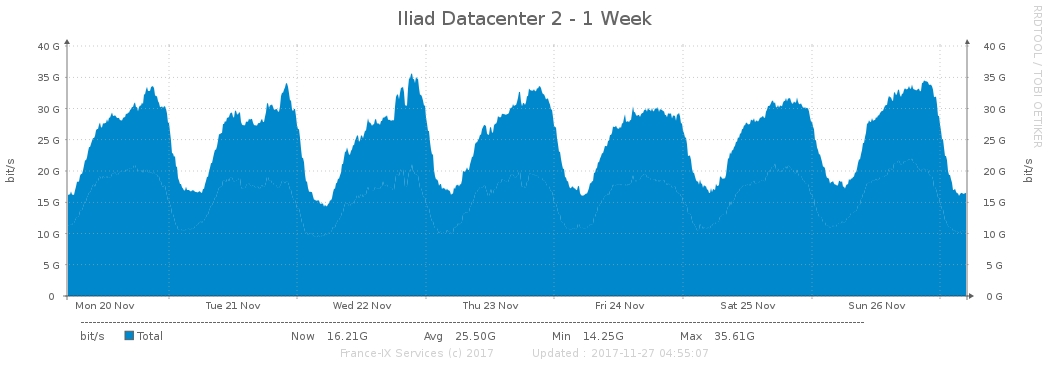 Iliad Datacenter 2 - 1 Week
RRDTOOL / TOBI OETIKER
bit/s
40 G 40 G
35 G 35 G
30 G 30 G
25 G 25 G
20 G 20 G
15 G 15 G
10 G 10 G
5 G 5 G
0 0 G
bit/s
Mon 20 Nov Tue 21 Nov Wed 22 Nov Thu 23 Nov Fri 24 Nov Sat 25 Nov Sun 26 Nov
bit/s Total Now 16.21G Avg 25.50G Min 14.25G Max 35.61G
France-IX Services (c) 2017 Updated : 2017-11-27 04:55:07